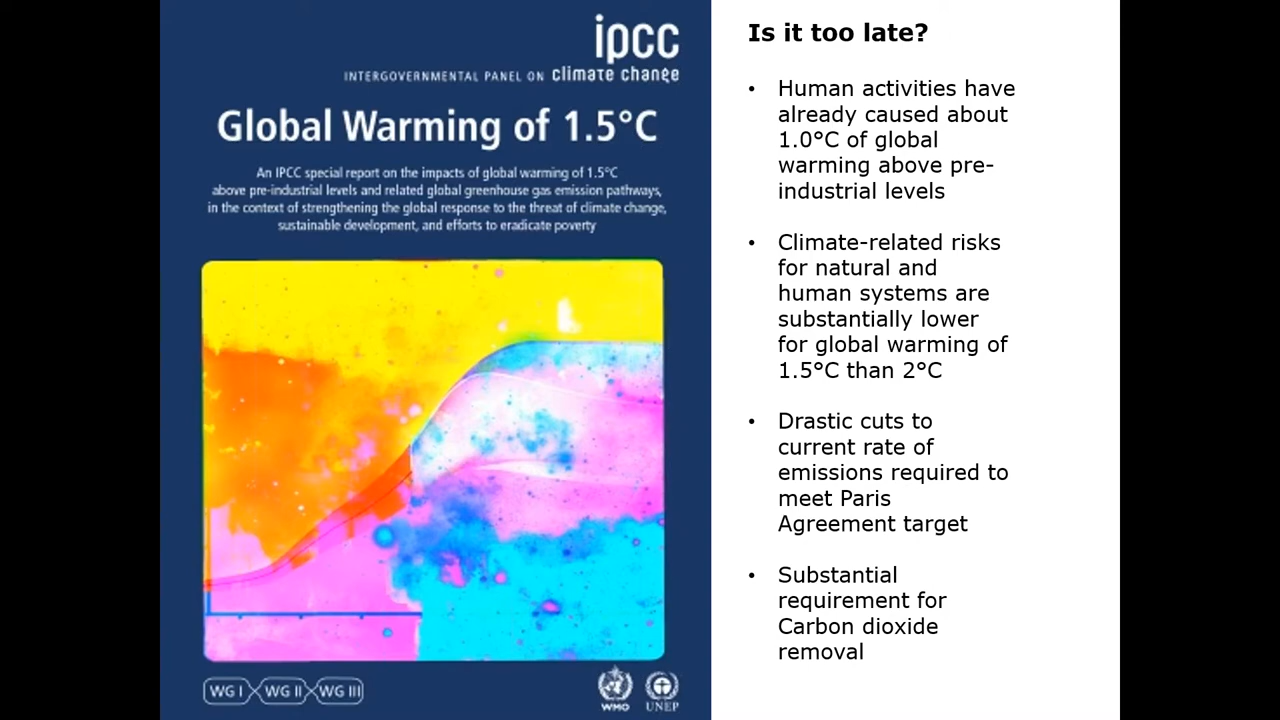 ipcc
INTERGOVERNMENTAL PANEL ON climate change
Global Warming of 1.5°C
An IPCC special report on the impacts of global warming of 1.5°C
above pre-industrial levels and related global greenhouse gas emission pathways,
in the context of strengthening the global response to the threat of climate change,
sustainable development, and efforts to eradicate poverty
WG I WG II WG III
WMO UNEP
Is it too late?
• Human activities have
already caused about
1.0°C of global
warming above pre-
industrial levels
• Climate-related risks
for natural and
human systems are
substantially lower
for global warming of
1.5°C than 2°C
• Drastic cuts to
current rate of
emissions required to
meet Paris
Agreement target
• Substantial
requirement for
Carbon dioxide
removal